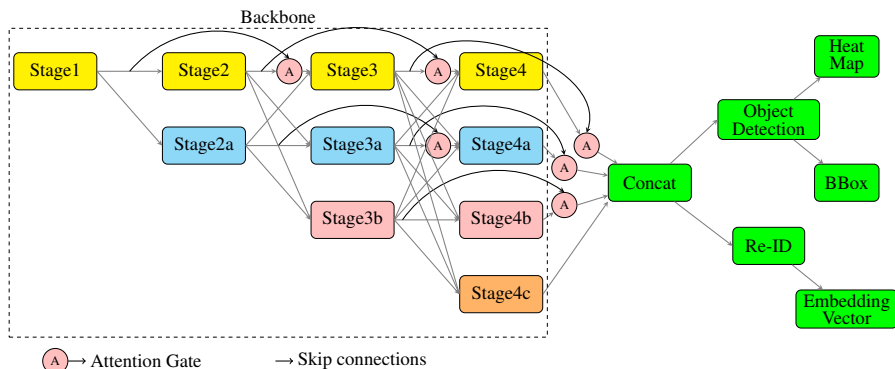 Backbone
Stage1
Stage2
A
Stage3
A
Stage4
Stage2a
Stage3a
A
Stage4a
A
A
Stage3b
Stage4b
A
Stage4c
Concat
Object
Detection
Heat
Map
BBox
Re-ID
Embedding
Vector
A Attention Gate
Skip connections